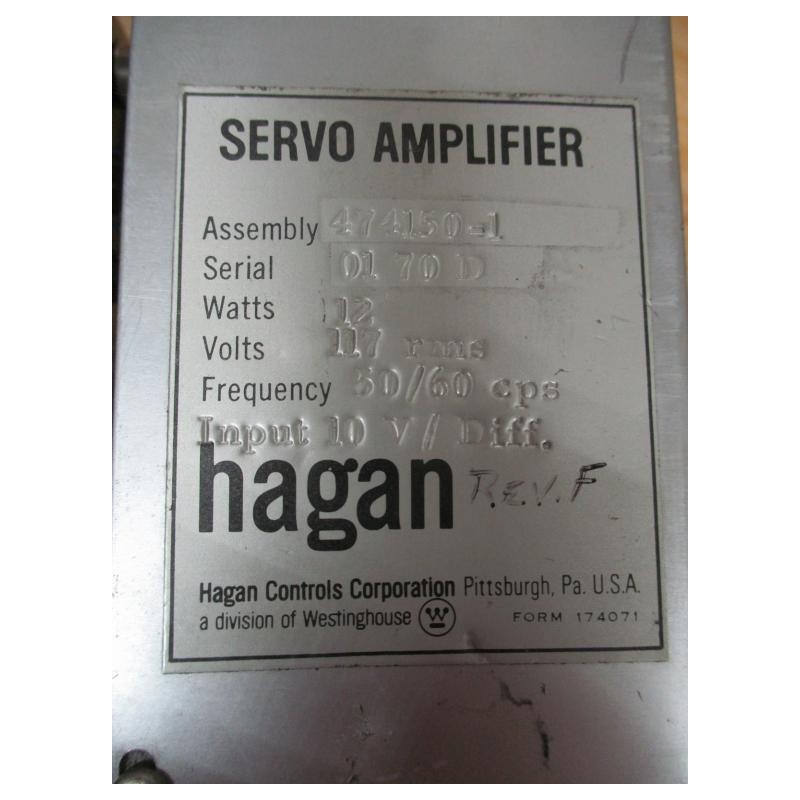 SERVO AMPLIFIER
Assembly 474150-1
Serial 01 70 D
Watts 12
Volts 117 rms
Frequency 50/60 cps
Input 10 V/ Diff.
hagan REV. F
Hagan Controls Corporation Pittsburgh, Pa. U.S.A.
a division of Westinghouse W FORM 174071